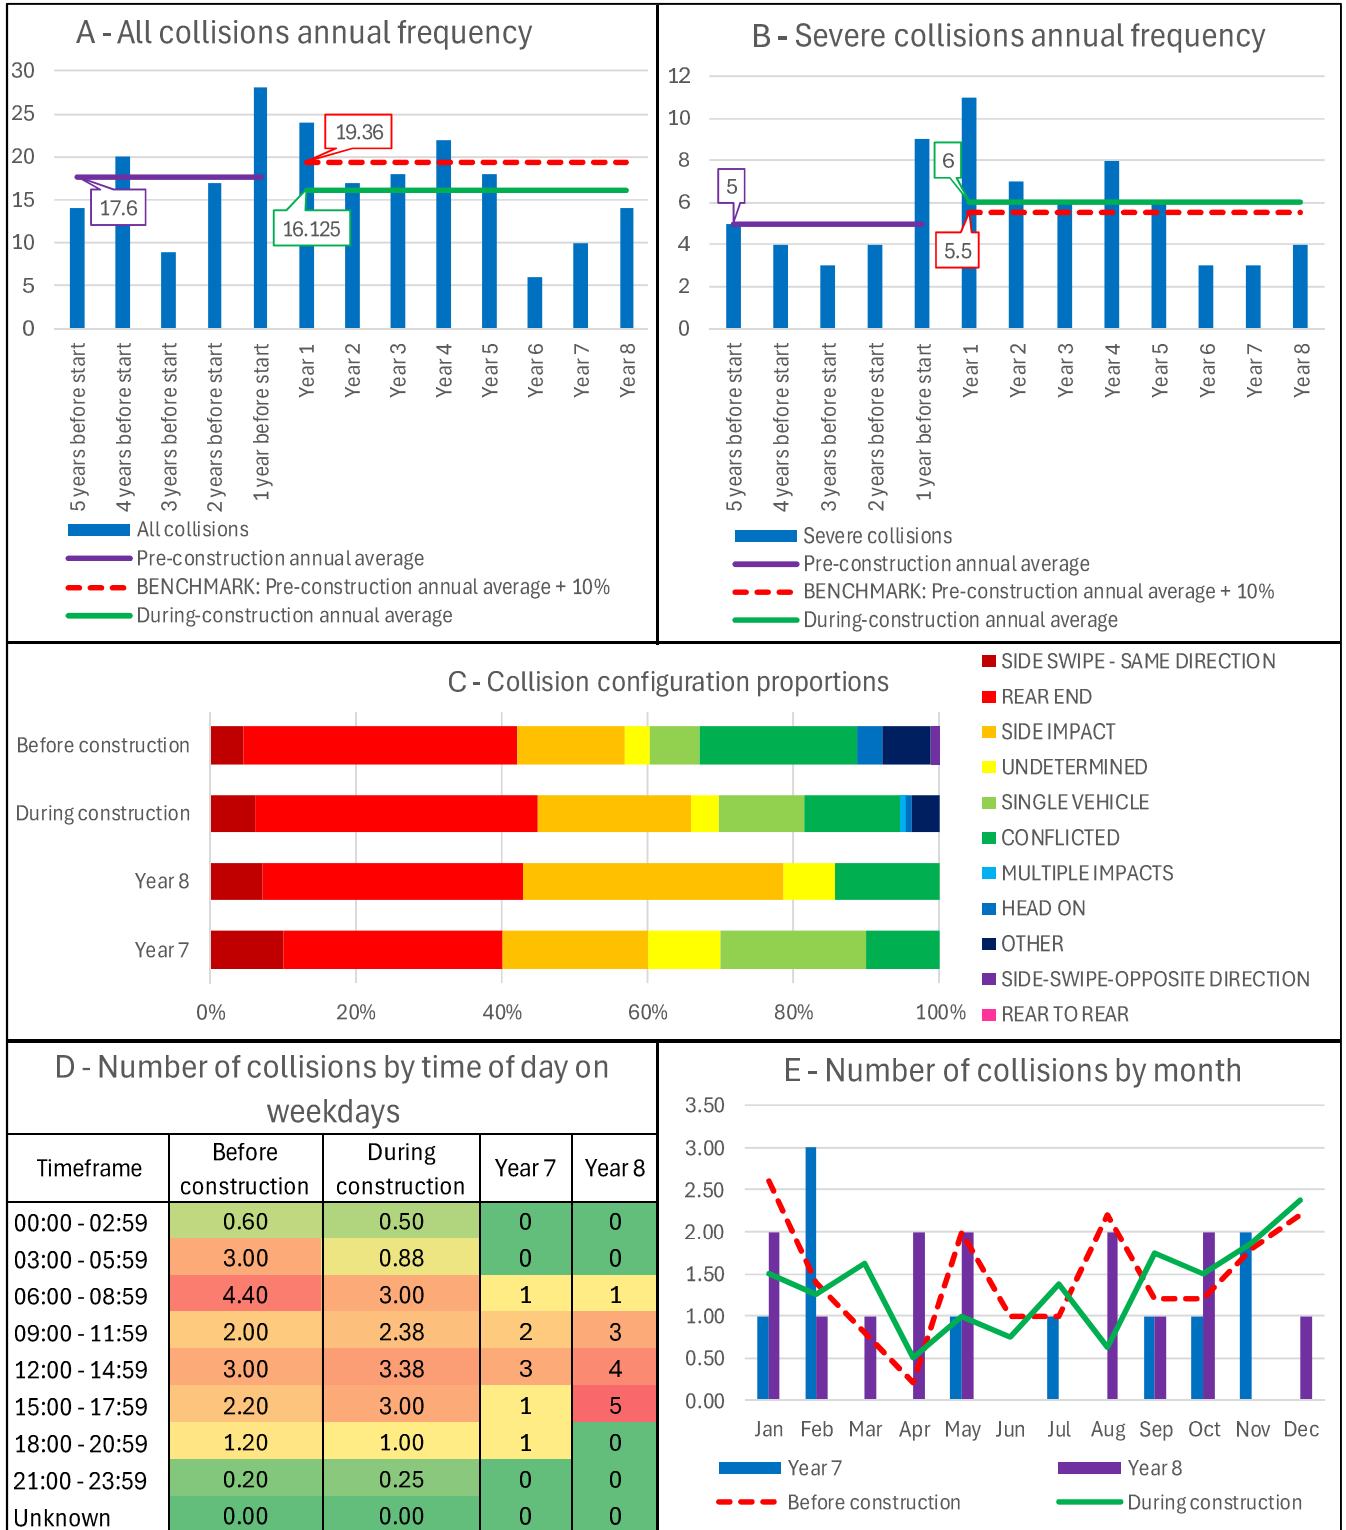 A - All collisions annual frequency
30
25
20
15
10
5
0
19.36
17.6
16.125
5 years before start
4 years before start
3 years before start
2 years before start
1 year before start
Year 1
Year 2
Year 3
Year 4
Year 5
Year 6
Year 7
Year 8
All collisions
Pre-construction annual average
BENCHMARK: Pre-construction annual average + 10%
During-construction annual average
B - Severe collisions annual frequency
12
10
8
6
4
2
0
5
6
5.5
5 years before start
4 years before start
3 years before start
2 years before start
1 year before start
Year 1
Year 2
Year 3
Year 4
Year 5
Year 6
Year 7
Year 8
Severe collisions
Pre-construction annual average
BENCHMARK: Pre-construction annual average + 10%
During-construction annual average
C - Collision configuration proportions
Before construction
During construction
Year 8
Year 7
0% 20% 40% 60% 80% 100%
SIDE SWIPE - SAME DIRECTION
REAR END
SIDE IMPACT
UNDETERMINED
SINGLE VEHICLE
CONFLICTED
MULTIPLE IMPACTS
HEAD ON
OTHER
SIDE-SWIPE-OPPOSITE DIRECTION
REAR TO REAR
D - Number of collisions by time of day on
weekdays
Timeframe Before construction During construction Year 7 Year 8
00:00 - 02:59 0.60 0.50 0 0
03:00 - 05:59 3.00 0.88 0 0
06:00 - 08:59 4.40 3.00 1 1
09:00 - 11:59 2.00 2.38 2 3
12:00 - 14:59 3.00 3.38 3 4
15:00 - 17:59 2.20 3.00 1 5
18:00 - 20:59 1.20 1.00 1 0
21:00 - 23:59 0.20 0.25 0 0
Unknown 0.00 0.00 0 0
E - Number of collisions by month
3.50
3.00
2.50
2.00
1.50
1.00
0.50
0.00
Jan Feb Mar Apr May Jun Jul Aug Sep Oct Nov Dec
Year 7 Year 8
Before construction During construction